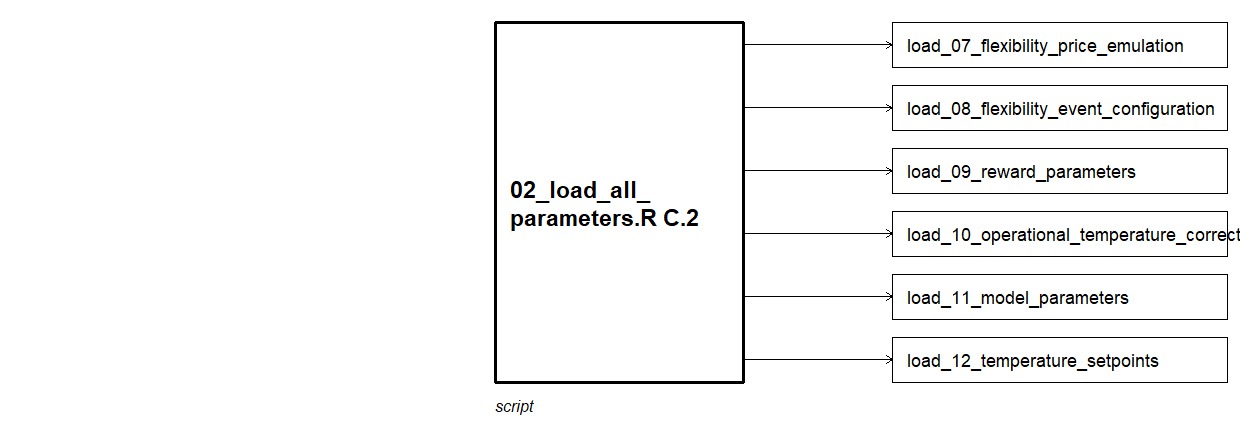 load_07_flexibility_price_emulation
load_08_flexibility_event_configuration
load_09_reward_parameters
02_load_all_
parameters.R C.2
load_10_operational_temperature_correct
load_11_model_parameters
load_12_temperature_setpoints
script